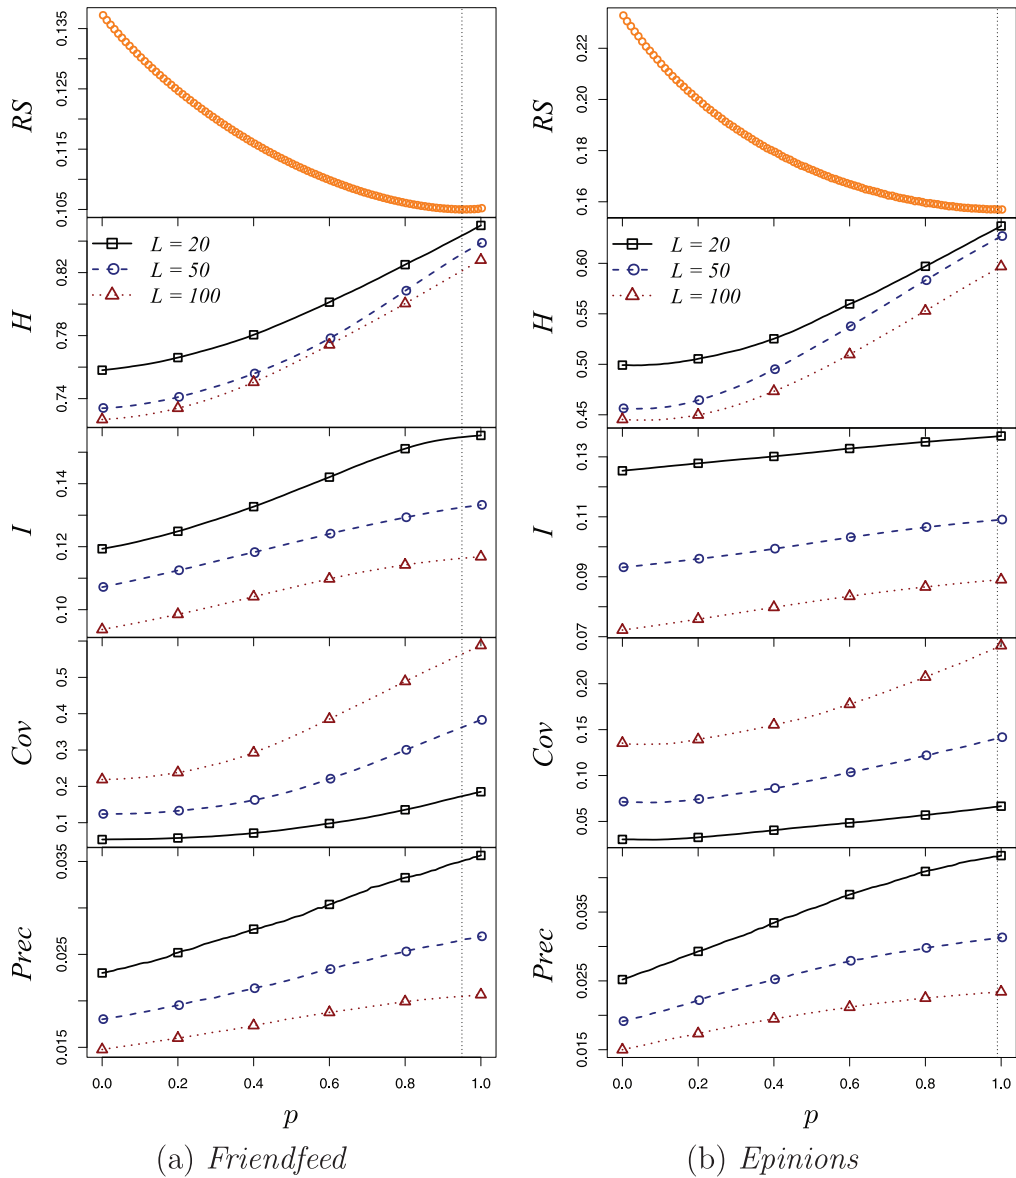 RS
0.105 0.115 0.125 0.135
RS
0.16 0.18 0.20 0.22
H
0.74 0.78 0.82
L = 20
L = 50
L = 100
H
0.45 0.50 0.55 0.60
L = 20
L = 50
L = 100
I
0.10 0.12 0.14
I
0.07 0.09 0.11 0.13
Cov
0.1 0.2 0.3 0.4 0.5
Cov
0.05 0.10 0.15 0.20
Prec
0.015 0.025 0.035
Prec
0.015 0.025 0.035
0.0 0.2 0.4 0.6 0.8 1.0
0.0 0.2 0.4 0.6 0.8 1.0
p
p
(a) Friendfeed
(b) Epinions